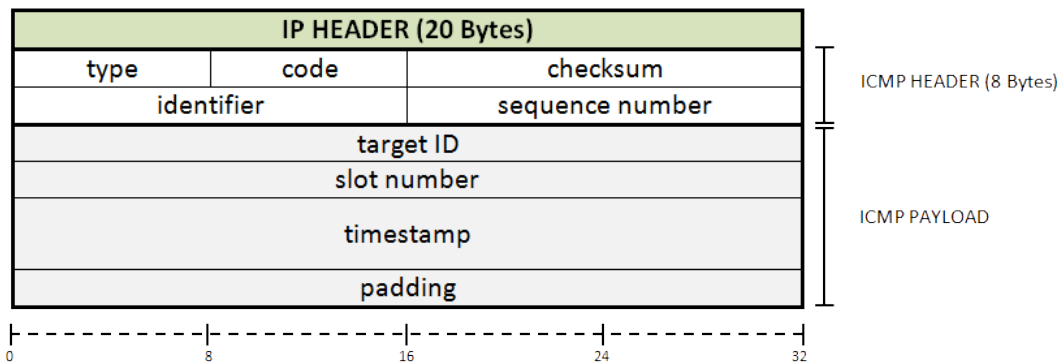 IP HEADER (20 Bytes)
type code checksum
ICMP HEADER (8 Bytes)
identifier sequence number
target ID
slot number
timestamp
ICMP PAYLOAD
padding
0 8 16 24 32